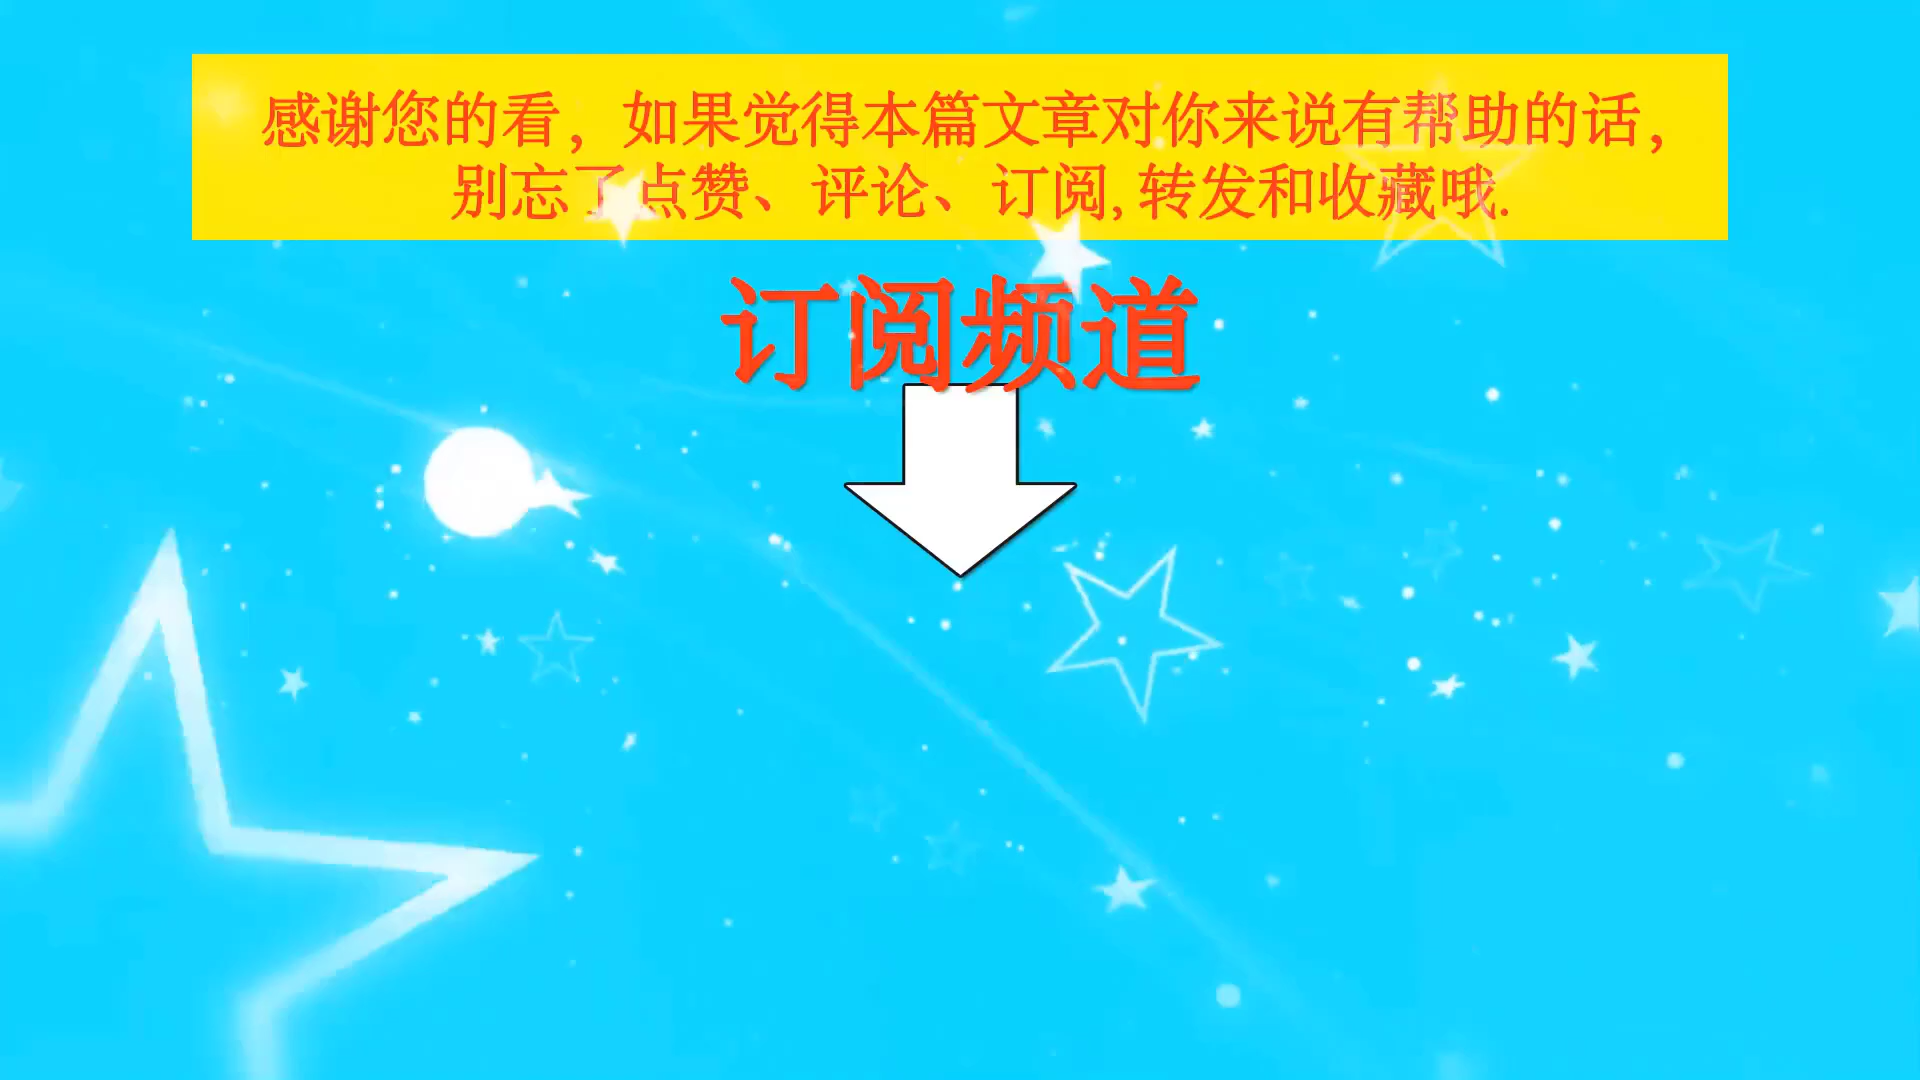 感谢您的看，如果觉得本篇文章对你来说有帮助的话，
别忘了点赞、评论、订阅,转发和收藏哦.
订阅频道